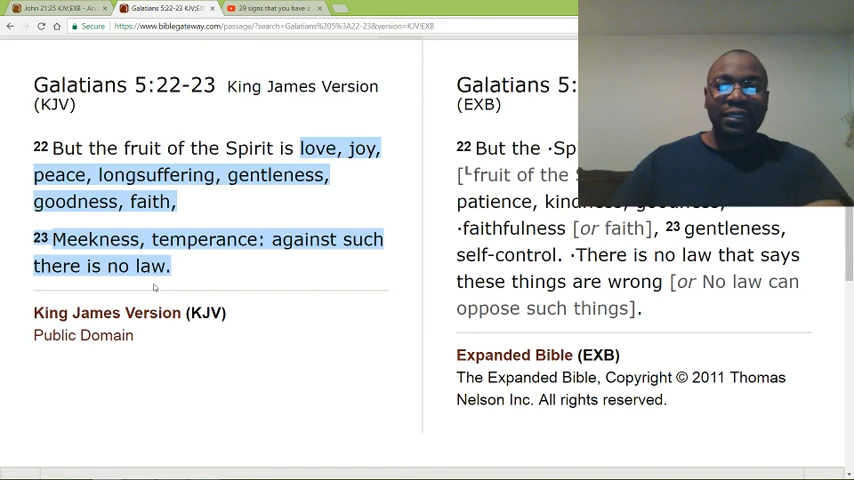 John 21:25 KJV;EXB - An
Galatians 5:22-23 KJV;EX
29 signs that you have a
Secure
https://www.biblegateway.com/passage/?search=Galatians%205%3A22-23&version=KJV;EXB
Galatians 5:22-23 King James Version
(KJV)
22 But the fruit of the Spirit is love, joy,
peace, longsuffering, gentleness,
goodness, faith,
23 Meekness, temperance: against such
there is no law.
King James Version (KJV)
Public Domain
Galatians 5:
(EXB)
22 But the ·Sp
[Lfruit of the S
patience, kindness, goodness,
·faithfulness [or faith], 23 gentleness,
self-control. ·There is no law that says
these things are wrong [or No law can
oppose such things].
Expanded Bible (EXB)
The Expanded Bible, Copyright © 2011 Thomas
Nelson Inc. All rights reserved.